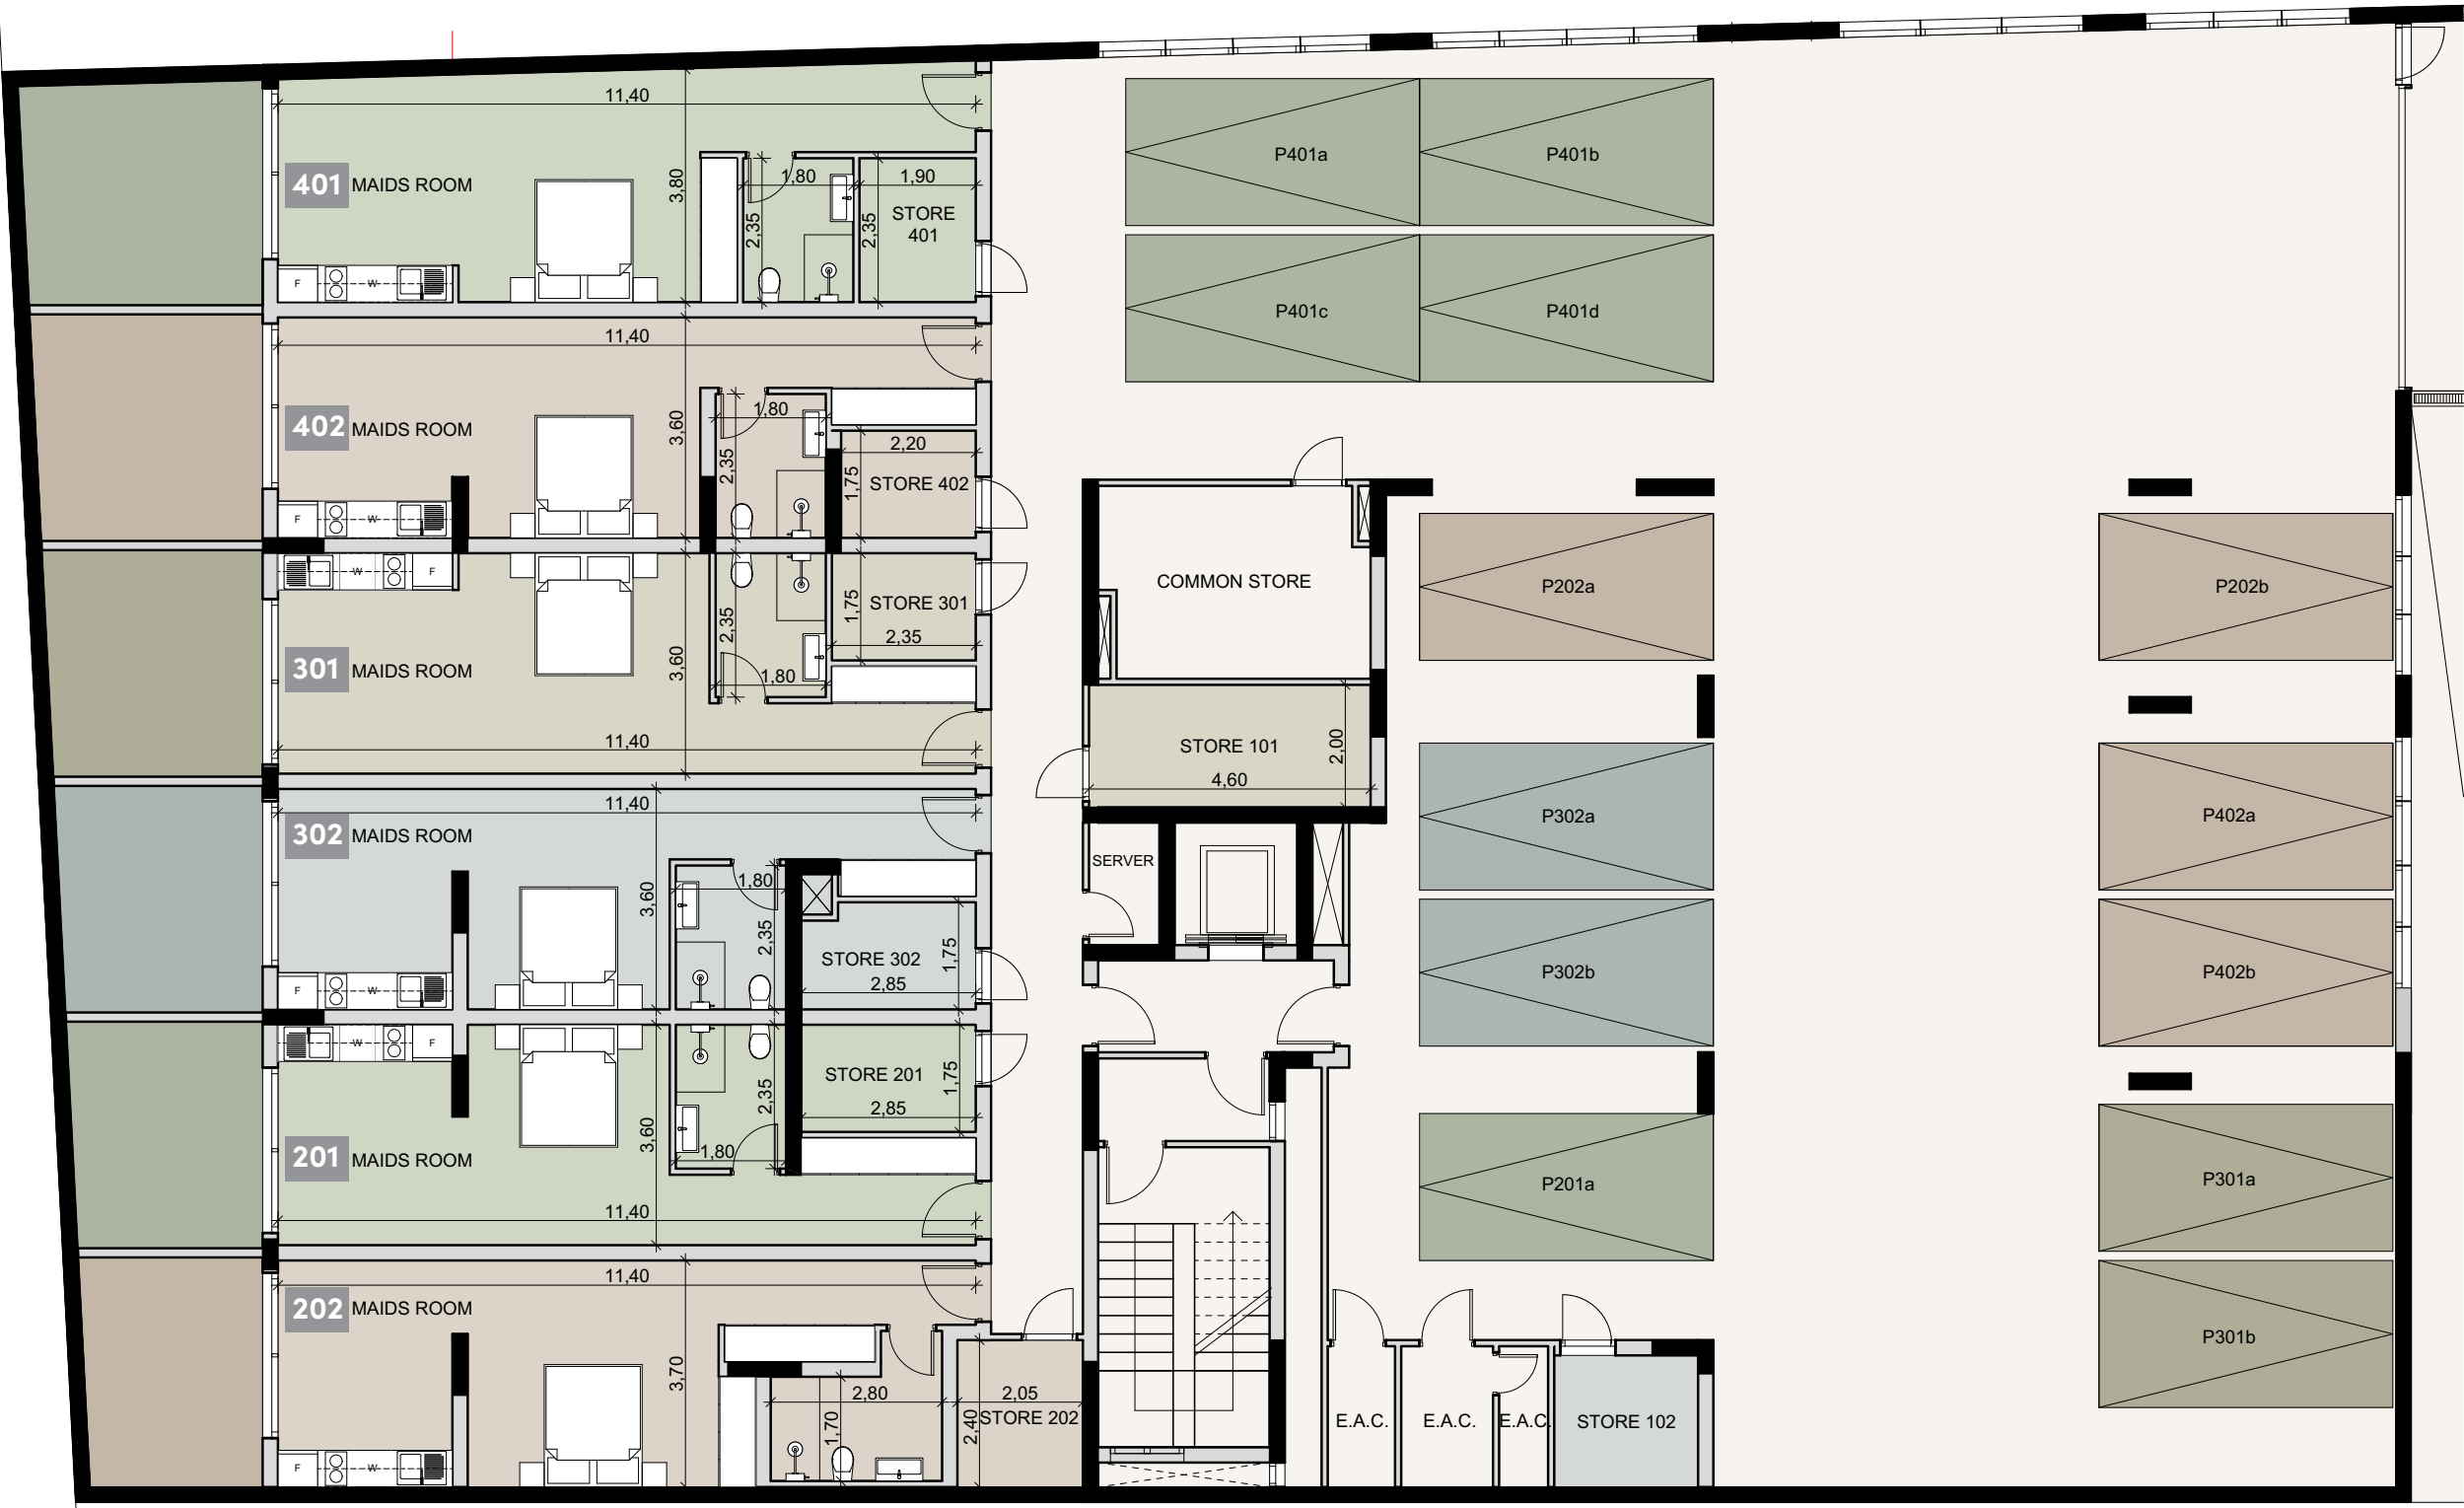 11,40
401 MAIDS ROOM
3,80
1,80
1,90
2,35
2,35
STORE
401
F
W
P401a
P401b
P401c
P401d
11,40
402 MAIDS ROOM
3,60
1,80
2,35
2,20
1,75
STORE 402
F
W
W
F
301 MAIDS ROOM
3,60
2,35
1,75
STORE 301
2,35
1,80
11,40
COMMON STORE
STORE 101
2,00
4,60
P202a
P202b
11,40
302 MAIDS ROOM
3,60
1,80
2,35
STORE 302
1,75
2,85
F
W
SERVER
P302a
P402a
P302b
P402b
W
F
STORE 201
1,75
2,85
2,35
3,60
1,80
201 MAIDS ROOM
11,40
P201a
P301a
11,40
202 MAIDS ROOM
3,70
2,80
1,70
2,05
2,40
STORE 202
F
W
E.A.C.
E.A.C.
E.A.C.
STORE 102
P301b